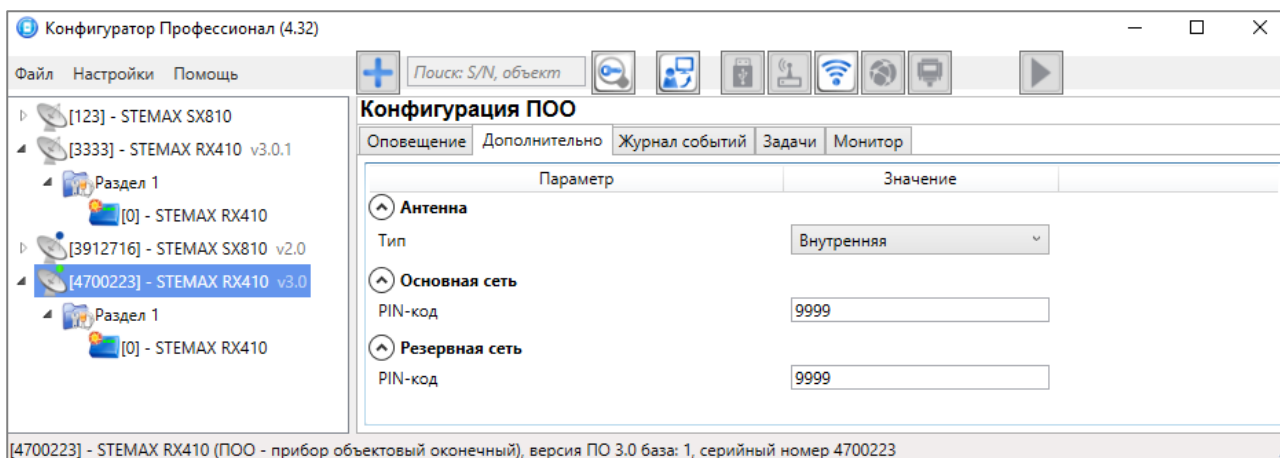 Конфигуратор Профессионал (4.32)
Файл Настройки Помощь
Поиск: S/N, объект
[123] - STEMAX SX810
[3333] - STEMAX RX410 v3.0.1
Раздел 1
[0] - STEMAX RX410
[3912716] - STEMAX SX810 v2.0
[4700223] - STEMAX RX410 v3.0
Раздел 1
[0] - STEMAX RX410
Конфигурация ПОО
Оповещение Дополнительно Журнал событий Задачи Монитор
Параметр Значение
Антенна
Тип Внутренняя
Основная сеть
PIN-код 9999
Резервная сеть
PIN-код 9999
[4700223] - STEMAX RX410 (ПОО - прибор объектовый оконечный), версия ПО 3.0 база: 1, серийный номер 4700223